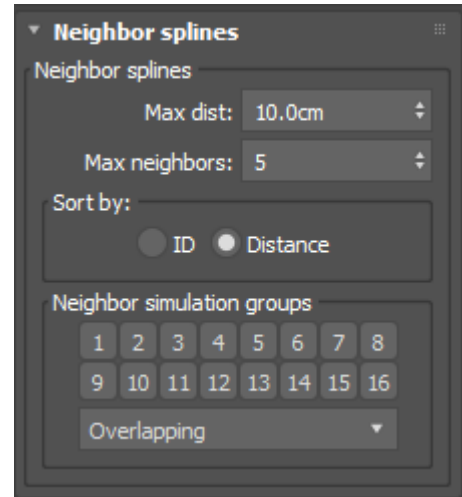 Neighbor splines
Neighbor splines
Max dist: 10.0cm
Max neighbors: 5
Sort by:
ID Distance
Neighbor simulation groups
1 2 3 4 5 6 7 8
9 10 11 12 13 14 15 16
Overlapping